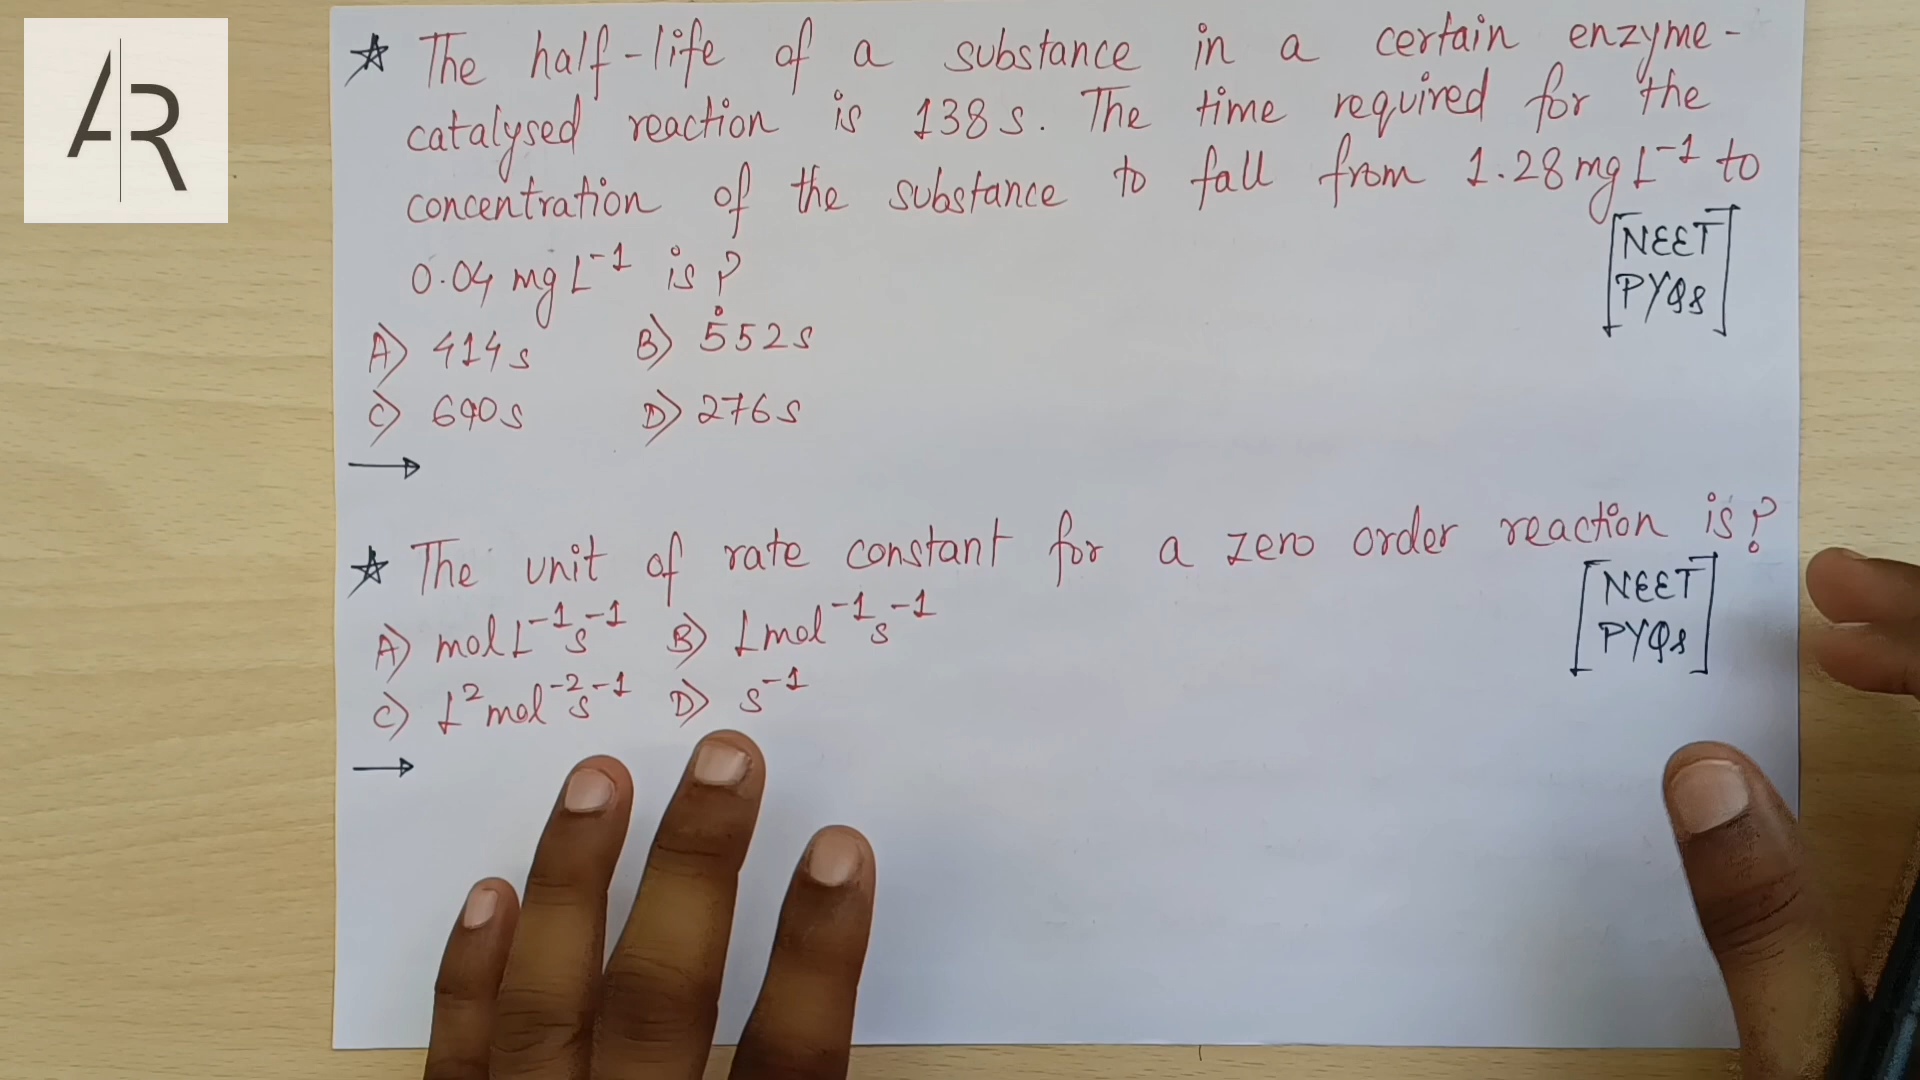 AR
★ The half-life of a substance in a certain enzyme-
catalysed reaction is 138 s. The time required for the
concentration of the substance to fall from 1.28 mg L⁻¹ to
0.04 mg L⁻¹ is?
[NEET
PYQs]
A) 414 s B) 552 s
C) 690 s D) 276 s
→
★ The unit of rate constant for a zero order reaction is?
[NEET
PYQs]
A) mol L⁻¹ s⁻¹ B) L mol⁻¹ s⁻¹
C) L² mol⁻² s⁻¹ D) s⁻¹
→